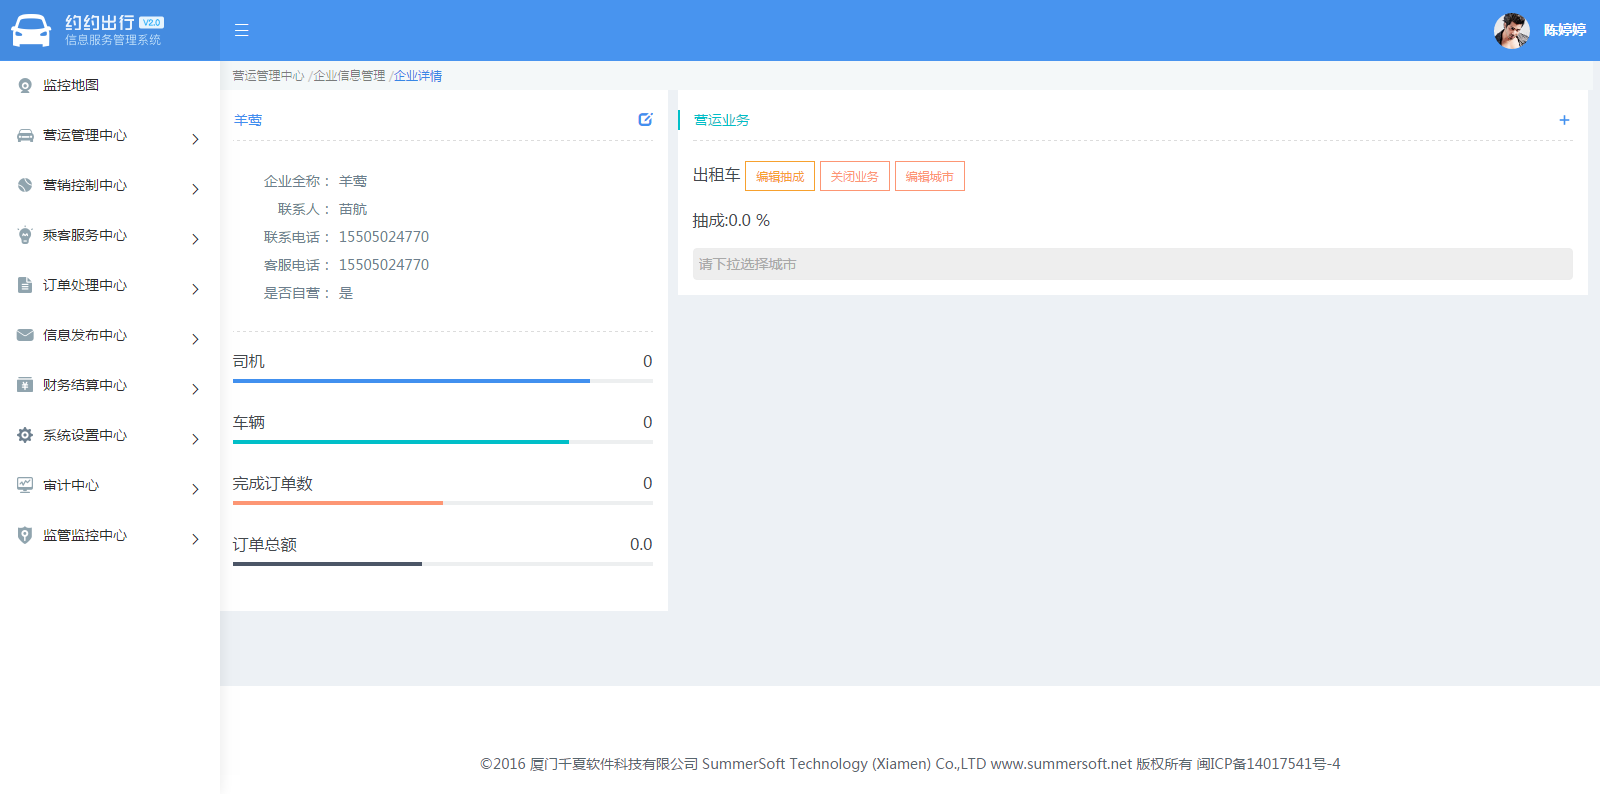 约约出行 V2.0
信息服务管理系统
陈婷婷
监控地图
营运管理中心
营销控制中心
乘客服务中心
订单处理中心
信息发布中心
财务结算中心
系统设置中心
审计中心
监管监控中心
营运管理中心 /企业信息管理 /企业详情
羊莺
企业全称： 羊莺
联系人： 苗航
联系电话： 15505024770
客服电话： 15505024770
是否自营： 是
司机 0
车辆 0
完成订单数 0
订单总额 0.0
营运业务 +
出租车 编辑抽成 关闭业务 编辑城市
抽成:0.0 %
请下拉选择城市
©2016 厦门千夏软件科技有限公司 SummerSoft Technology (Xiamen) Co.,LTD www.summersoft.net 版权所有 闽ICP备14017541号-4